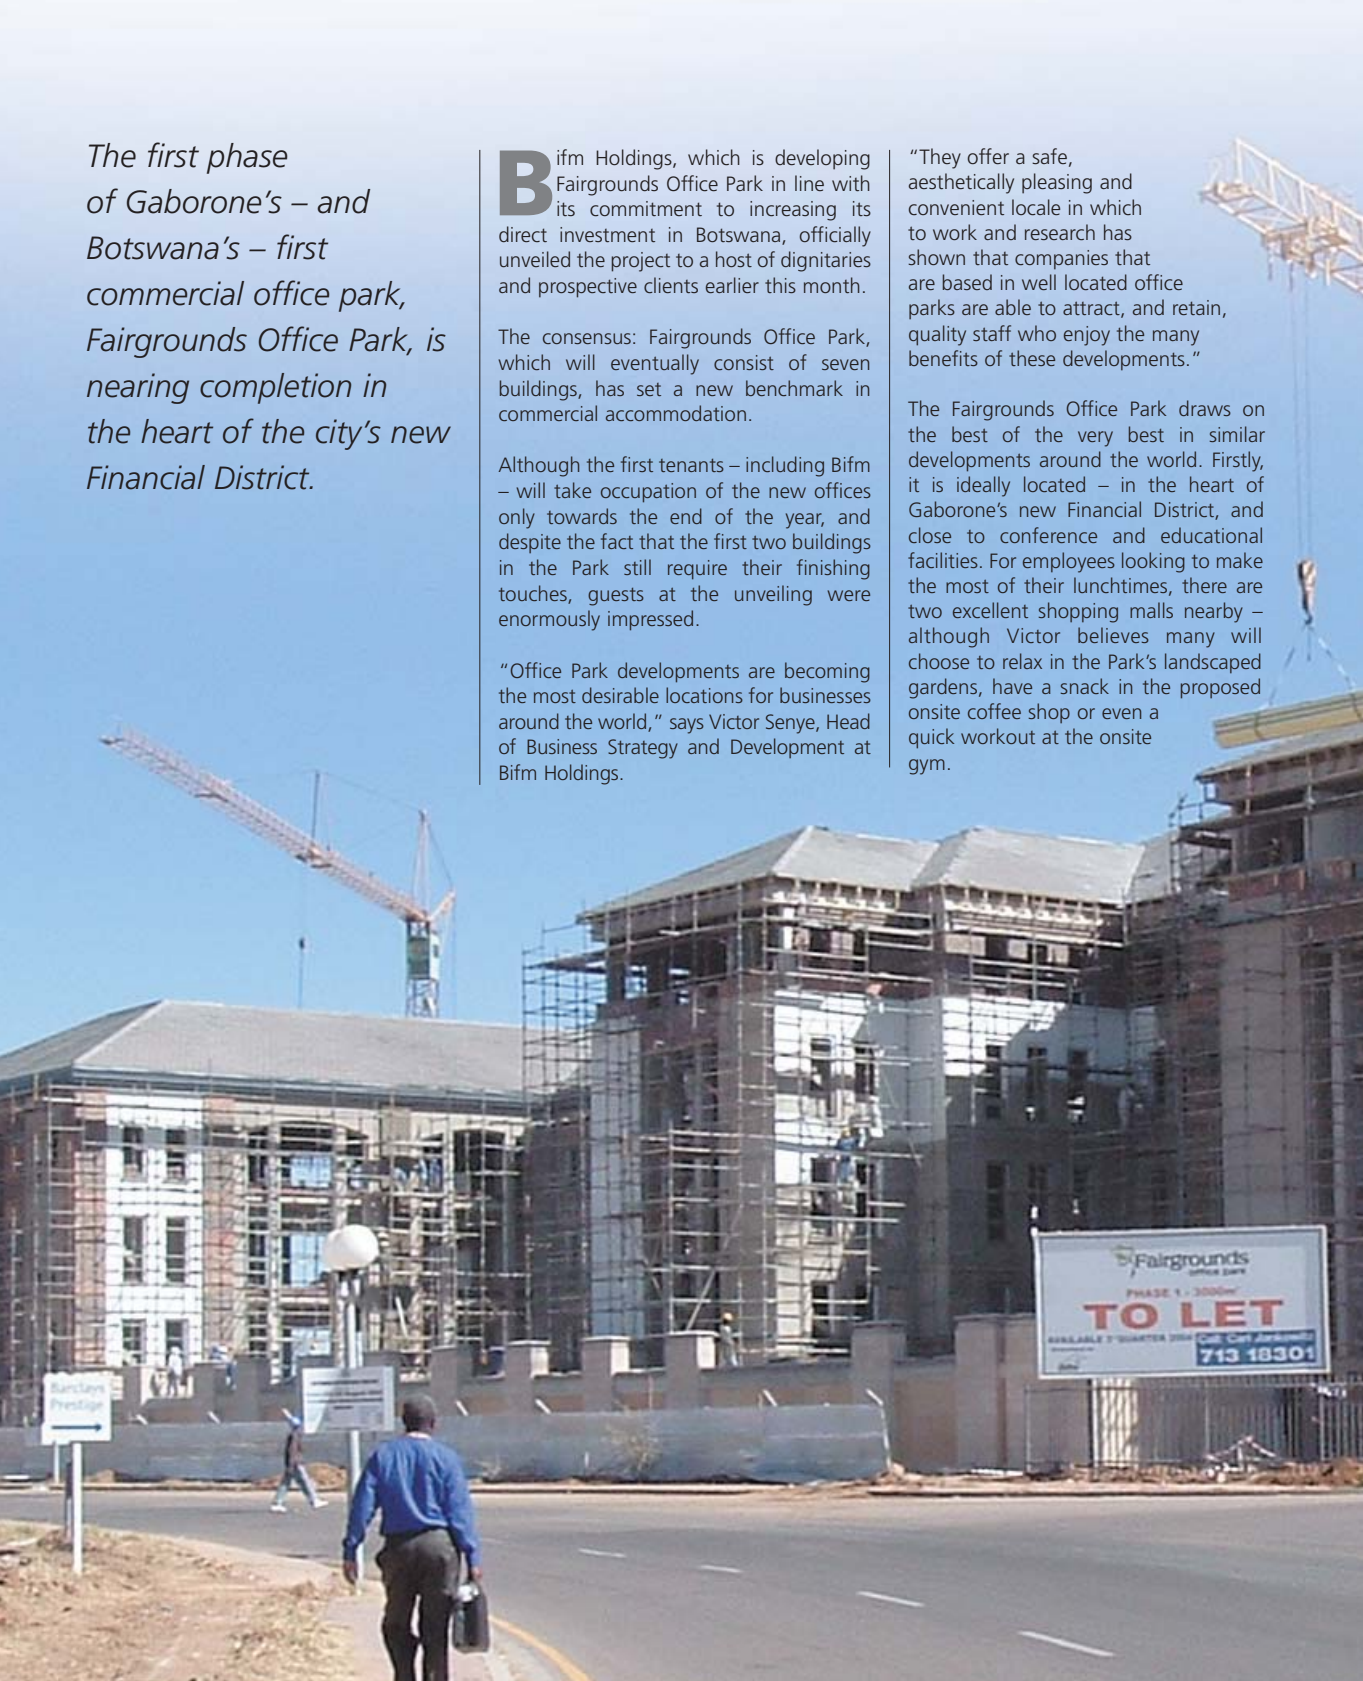 The first phase
of Gaborone’s – and
Botswana’s – first
commercial office park,
Fairgrounds Office Park, is
nearing completion in
the heart of the city’s new
Financial District.
Bifm Holdings, which is developing
Fairgrounds Office Park in line with
its commitment to increasing its
direct investment in Botswana, officially
unveiled the project to a host of dignitaries
and prospective clients earlier this month.
The consensus: Fairgrounds Office Park,
which will eventually consist of seven
buildings, has set a new benchmark in
commercial accommodation.
Although the first tenants – including Bifm
– will take occupation of the new offices
only towards the end of the year, and
despite the fact that the first two buildings
in the Park still require their finishing
touches, guests at the unveiling were
enormously impressed.
“Office Park developments are becoming
the most desirable locations for businesses
around the world,” says Victor Senye, Head
of Business Strategy and Development at
Bifm Holdings.
“They offer a safe,
aesthetically pleasing and
convenient locale in which
to work and research has
shown that companies that
are based in well located office
parks are able to attract, and retain,
quality staff who enjoy the many
benefits of these developments.”
The Fairgrounds Office Park draws on
the best of the very best in similar
developments around the world. Firstly,
it is ideally located – in the heart of
Gaborone’s new Financial District, and
close to conference and educational
facilities. For employees looking to make
the most of their lunchtimes, there are
two excellent shopping malls nearby –
although Victor believes many will
choose to relax in the Park’s landscaped
gardens, have a snack in the proposed
onsite coffee shop or even a
quick workout at the onsite
gym.
Fairgrounds
office park
PHASE 1 - 3000m²
TO LET
AVAILABLE 3rd QUARTER 2004
Call: Carl
713 18301
Barclays
Prestige